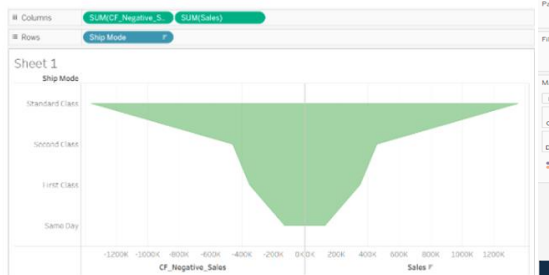 Columns SUM(CF_Negative_S.. SUM(Sales)
Rows Ship Mode
Sheet 1
Ship Mode
Standard Class
Second Class
First Class
Same Day
-1200K -1000K -800K -600K -400K -200K 0K 0K 200K 400K 600K 800K 1000K 1200K
CF_Negative_Sales Sales